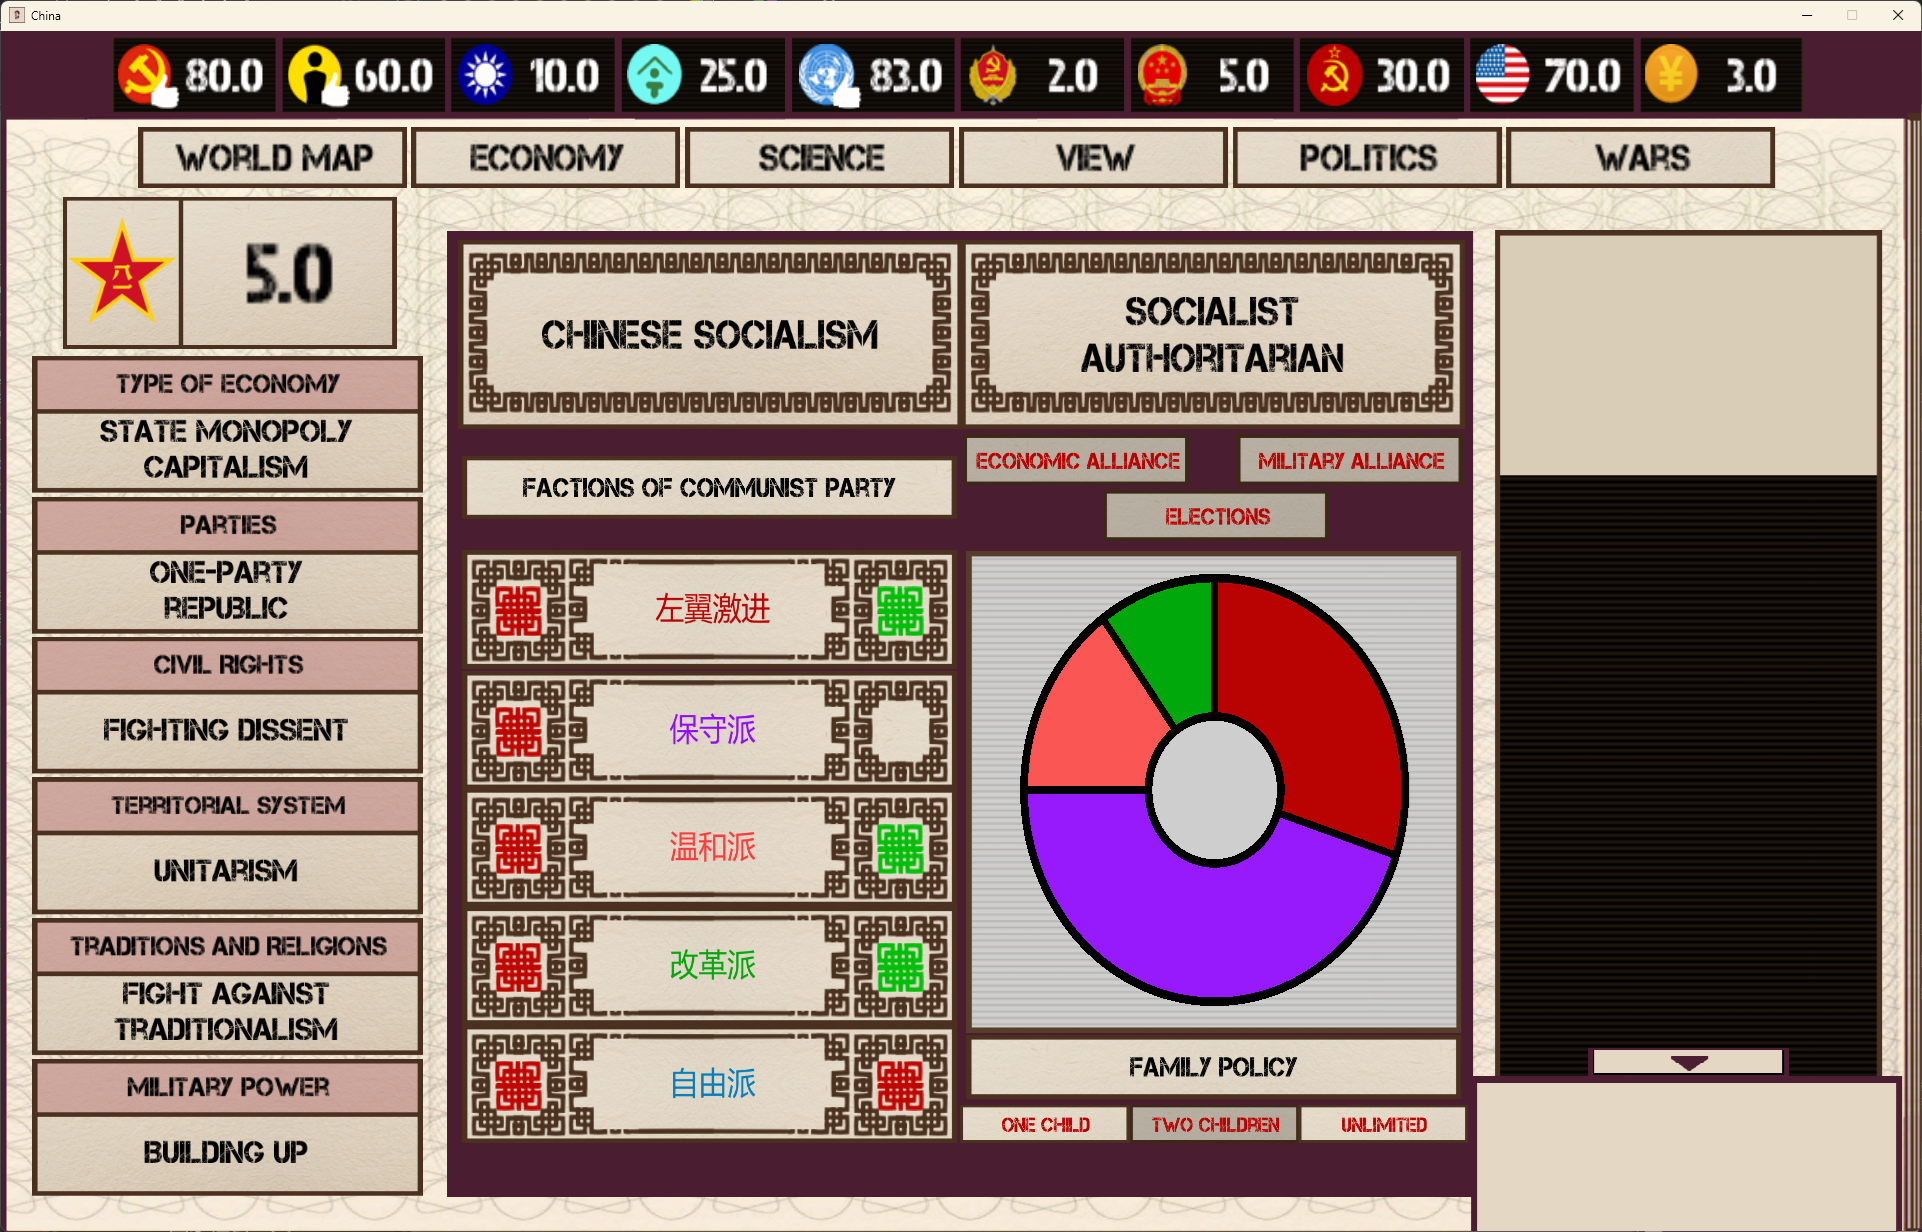 China
80.0
60.0
10.0
25.0
83.0
2.0
5.0
30.0
70.0
3.0
WORLD MAP
ECONOMY
SCIENCE
VIEW
POLITICS
WARS
八一
5.0
TYPE OF ECONOMY
STATE MONOPOLY
CAPITALISM
PARTIES
ONE-PARTY
REPUBLIC
CIVIL RIGHTS
FIGHTING DISSENT
TERRITORIAL SYSTEM
UNITARISM
TRADITIONS AND RELIGIONS
FIGHT AGAINST
TRADITIONALISM
MILITARY POWER
BUILDING UP
CHINESE SOCIALISM
SOCIALIST
AUTHORITARIAN
FACTIONS OF COMMUNIST PARTY
ECONOMIC ALLIANCE
MILITARY ALLIANCE
ELECTIONS
左翼激进
保守派
温和派
改革派
自由派
FAMILY POLICY
ONE CHILD
TWO CHILDREN
UNLIMITED